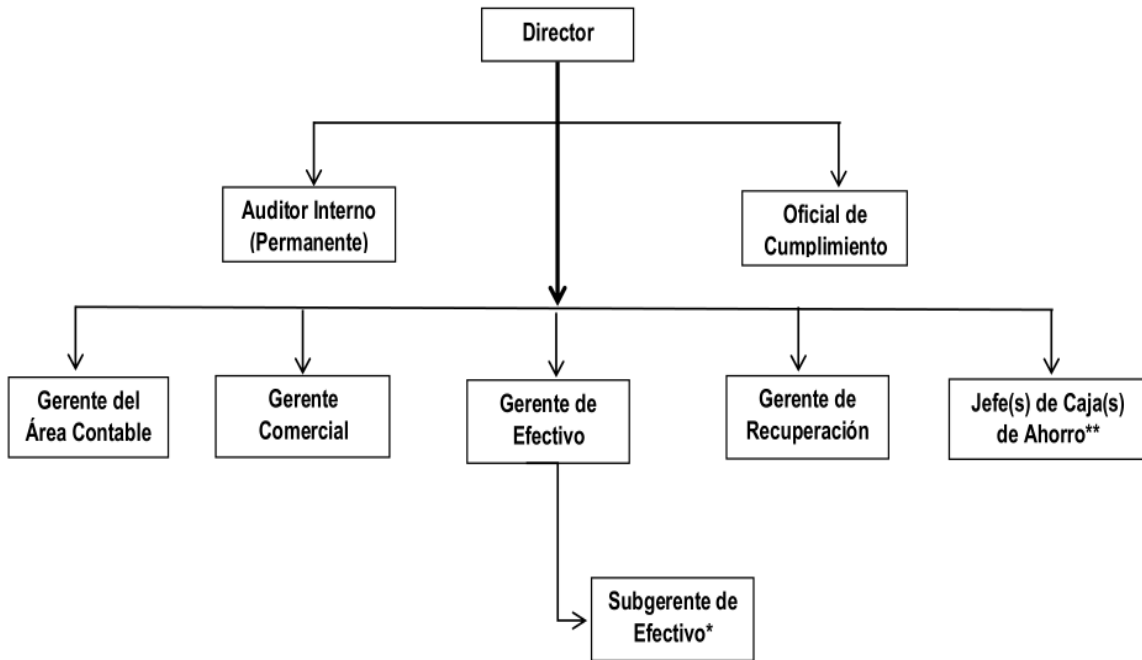 Director
Auditor Interno
(Permanente)
Oficial de
Cumplimiento
Gerente del
Área Contable
Gerente
Comercial
Gerente de
Efectivo
Gerente de
Recuperación
Jefe(s) de Caja(s)
de Ahorro**
Subgerente de
Efectivo*